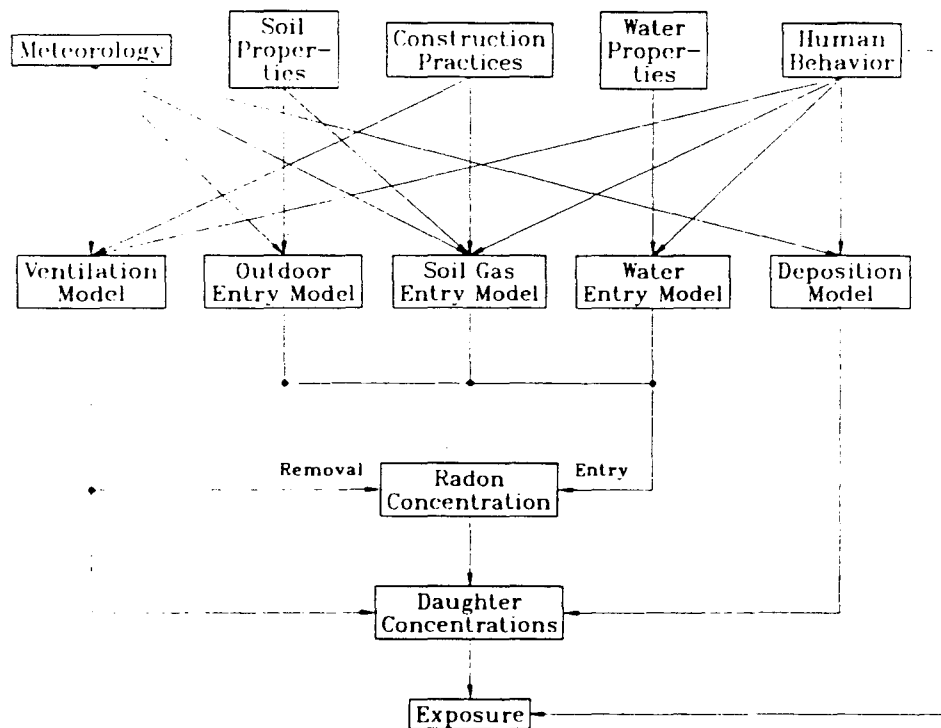 Meteorology
Soil
Proper-
ties
Construction
Practices
Water
Proper-
ties
Human
Behavior
Ventilation
Model
Outdoor
Entry Model
Soil Gas
Entry Model
Water
Entry Model
Deposition
Model
Removal
Radon
Concentration
Entry
Daughter
Concentrations
Exposure